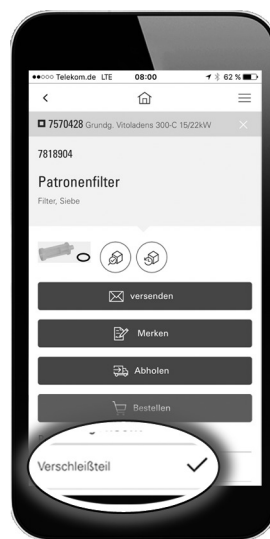 Telekom.de LTE 08:00 62 %
7570428 Grundg. Vitoladens 300-C 15/22kW
7818904
Patronenfilter
Filter, Siebe
versenden
Merken
Abholen
Bestellen
Verschleißteil